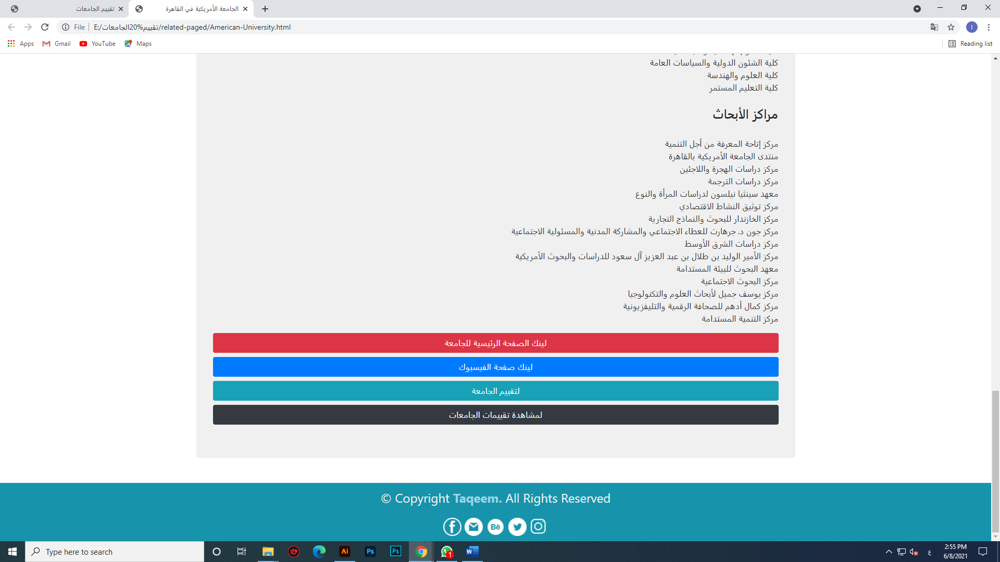 تقييم الجامعات
الجامعة الأمريكية في القاهرة
File
E:/تقييم%20الجامعات/related-paged/American-University.html
I
Apps
Gmail
YouTube
Maps
Reading list
كلية الشئون الدولية والسياسات العامة
كلية العلوم والهندسة
كلية التعليم المستمر
مراكز الأبحاث
مركز إتاحة المعرفة من أجل التنمية
منتدى الجامعة الأمريكية بالقاهرة
مركز دراسات الهجرة واللاجئين
مركز دراسات الترجمة
معهد سينثيا نيلسون لدراسات المرأة والنوع
مركز توثيق النشاط الاقتصادي
مركز الخازندار للبحوث والنماذج التجارية
مركز جون د. جرهارت للعطاء الاجتماعي والمشاركة المدنية والمسئولية الاجتماعية
مركز دراسات الشرق الأوسط
مركز الأمير الوليد بن طلال بن عبد العزيز آل سعود للدراسات والبحوث الأمريكية
معهد البحوث للبيئة المستدامة
مركز البحوث الاجتماعية
مركز يوسف جميل لأبحاث العلوم والتكنولوجيا
مركز كمال أدهم للصحافة الرقمية والتليفزيونية
مركز التنمية المستدامة
لينك الصفحة الرئيسية للجامعة
لينك صفحة الفيسبوك
لتقييم الجامعة
لمشاهدة تقييمات الجامعات
© Copyright Taqeem. All Rights Reserved
Bē
Type here to search
Ai
Ps
Ps
1
W
ع
2:55 PM
6/8/2021